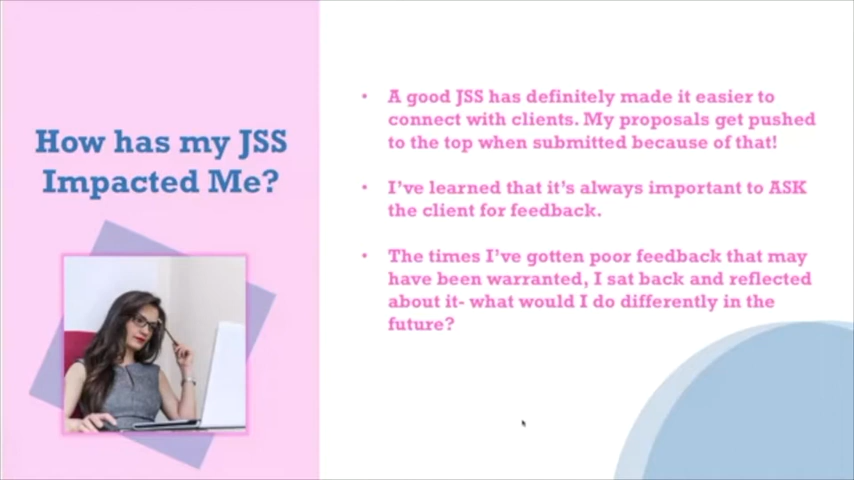 How has my JSS
Impacted Me?
• A good JSS has definitely made it easier to
connect with clients. My proposals get pushed
to the top when submitted because of that!
• I've learned that it's always important to ASK
the client for feedback.
• The times I've gotten poor feedback that may
have been warranted, I sat back and reflected
about it- what would I do differently in the
future?